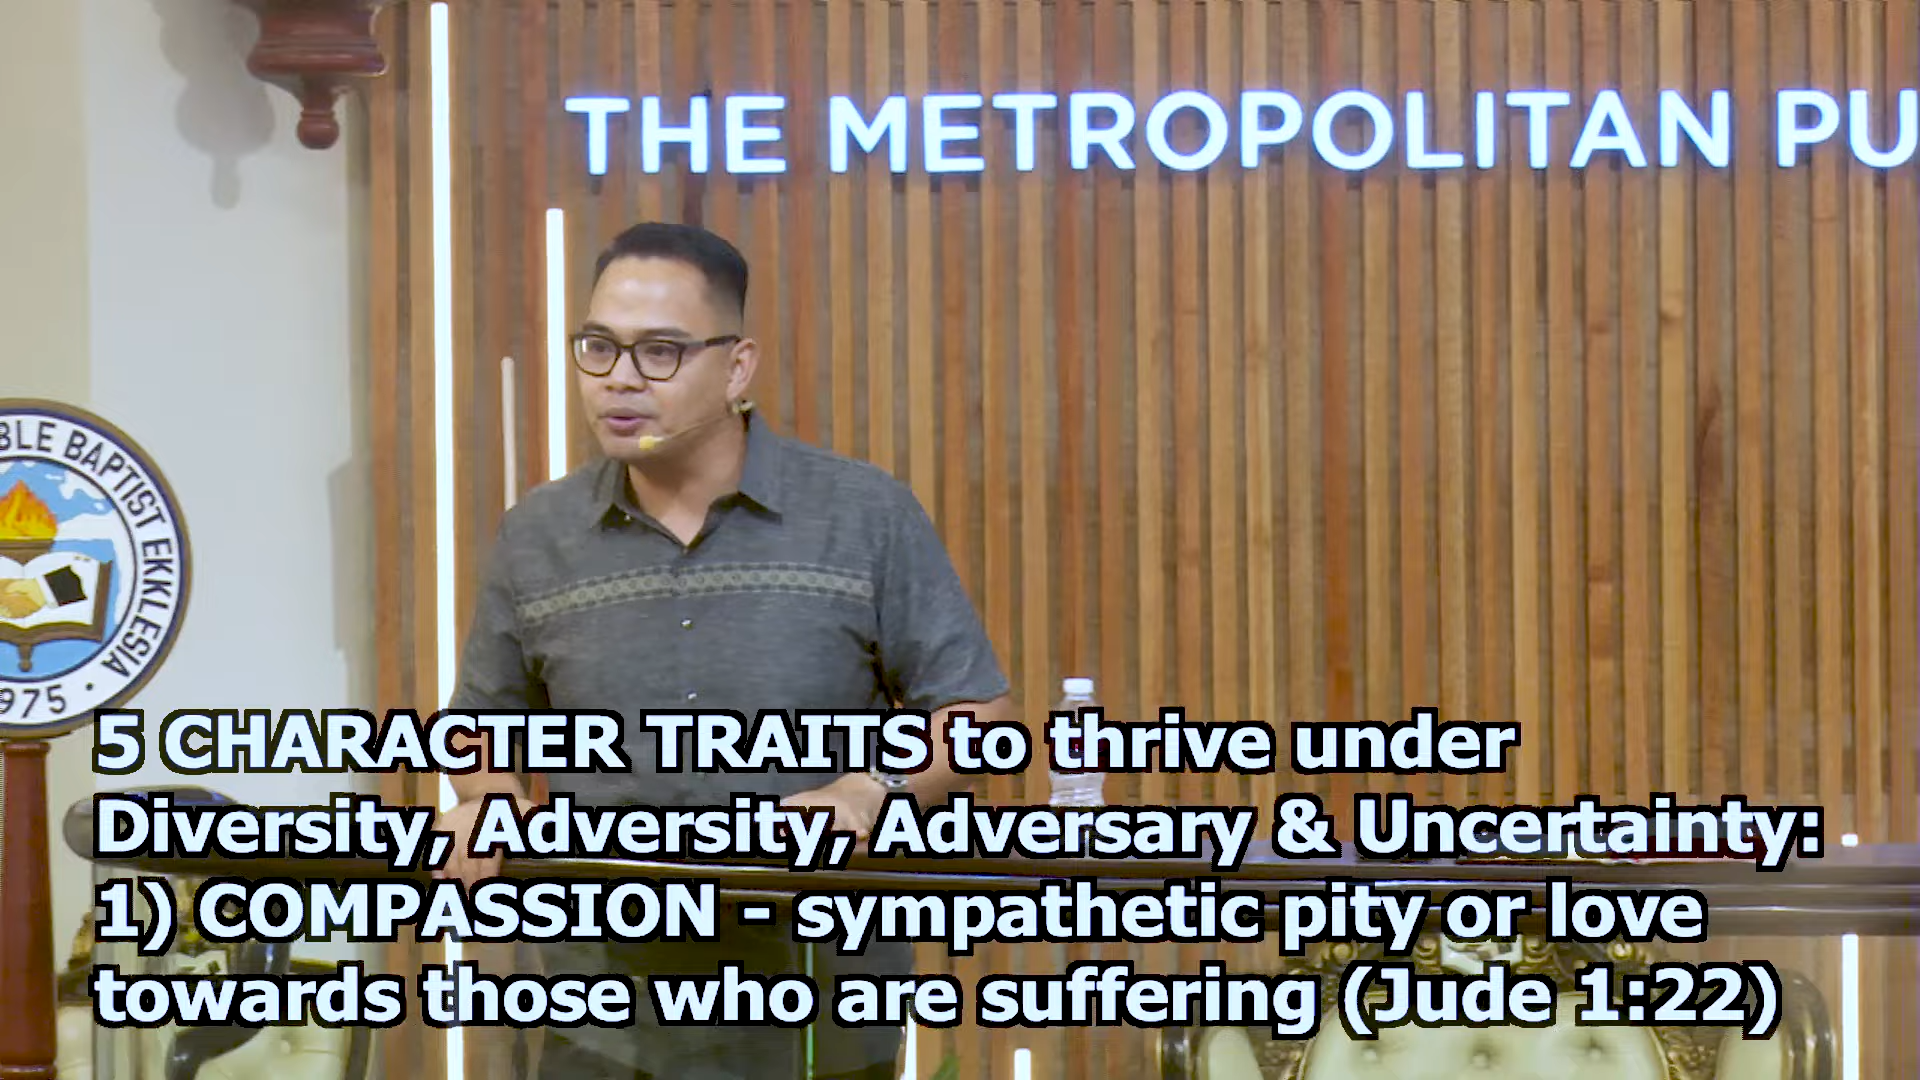 THE METROPOLITAN PU
BLE BAPTIST EKKLESIA
975
5 CHARACTER TRAITS to thrive under
Diversity, Adversity, Adversary & Uncertainty:
1) COMPASSION - sympathetic pity or love
towards those who are suffering (Jude 1:22)